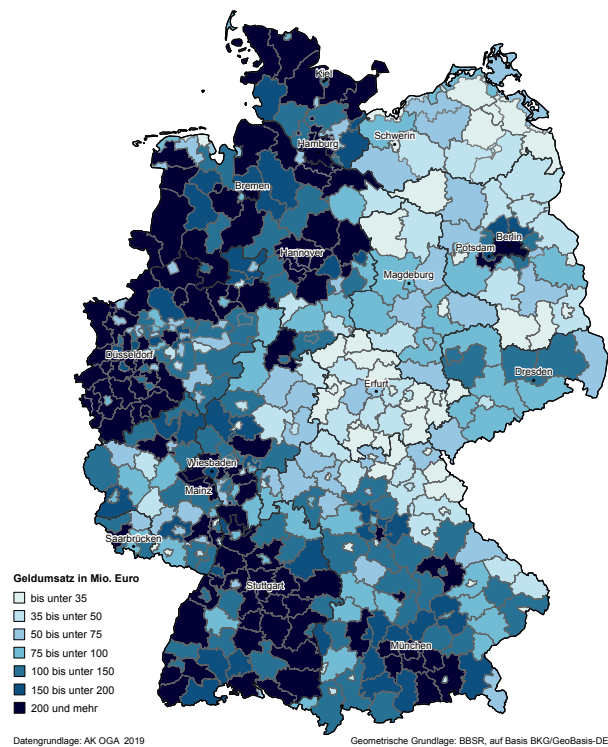 Kiel
Schwerin
Hamburg
Bremen
Berlin
Potsdam
Hannover
Magdeburg
Düsseldorf
Dresden
Erfurt
Wiesbaden
Mainz
Saarbrücken
Stuttgart
München
Geldumsatz in Mio. Euro
bis unter 35
35 bis unter 50
50 bis unter 75
75 bis unter 100
100 bis unter 150
150 bis unter 200
200 und mehr
Datengrundlage: AK OGA 2019
Geometrische Grundlage: BBSR, auf Basis BKG/GeoBasis-DE